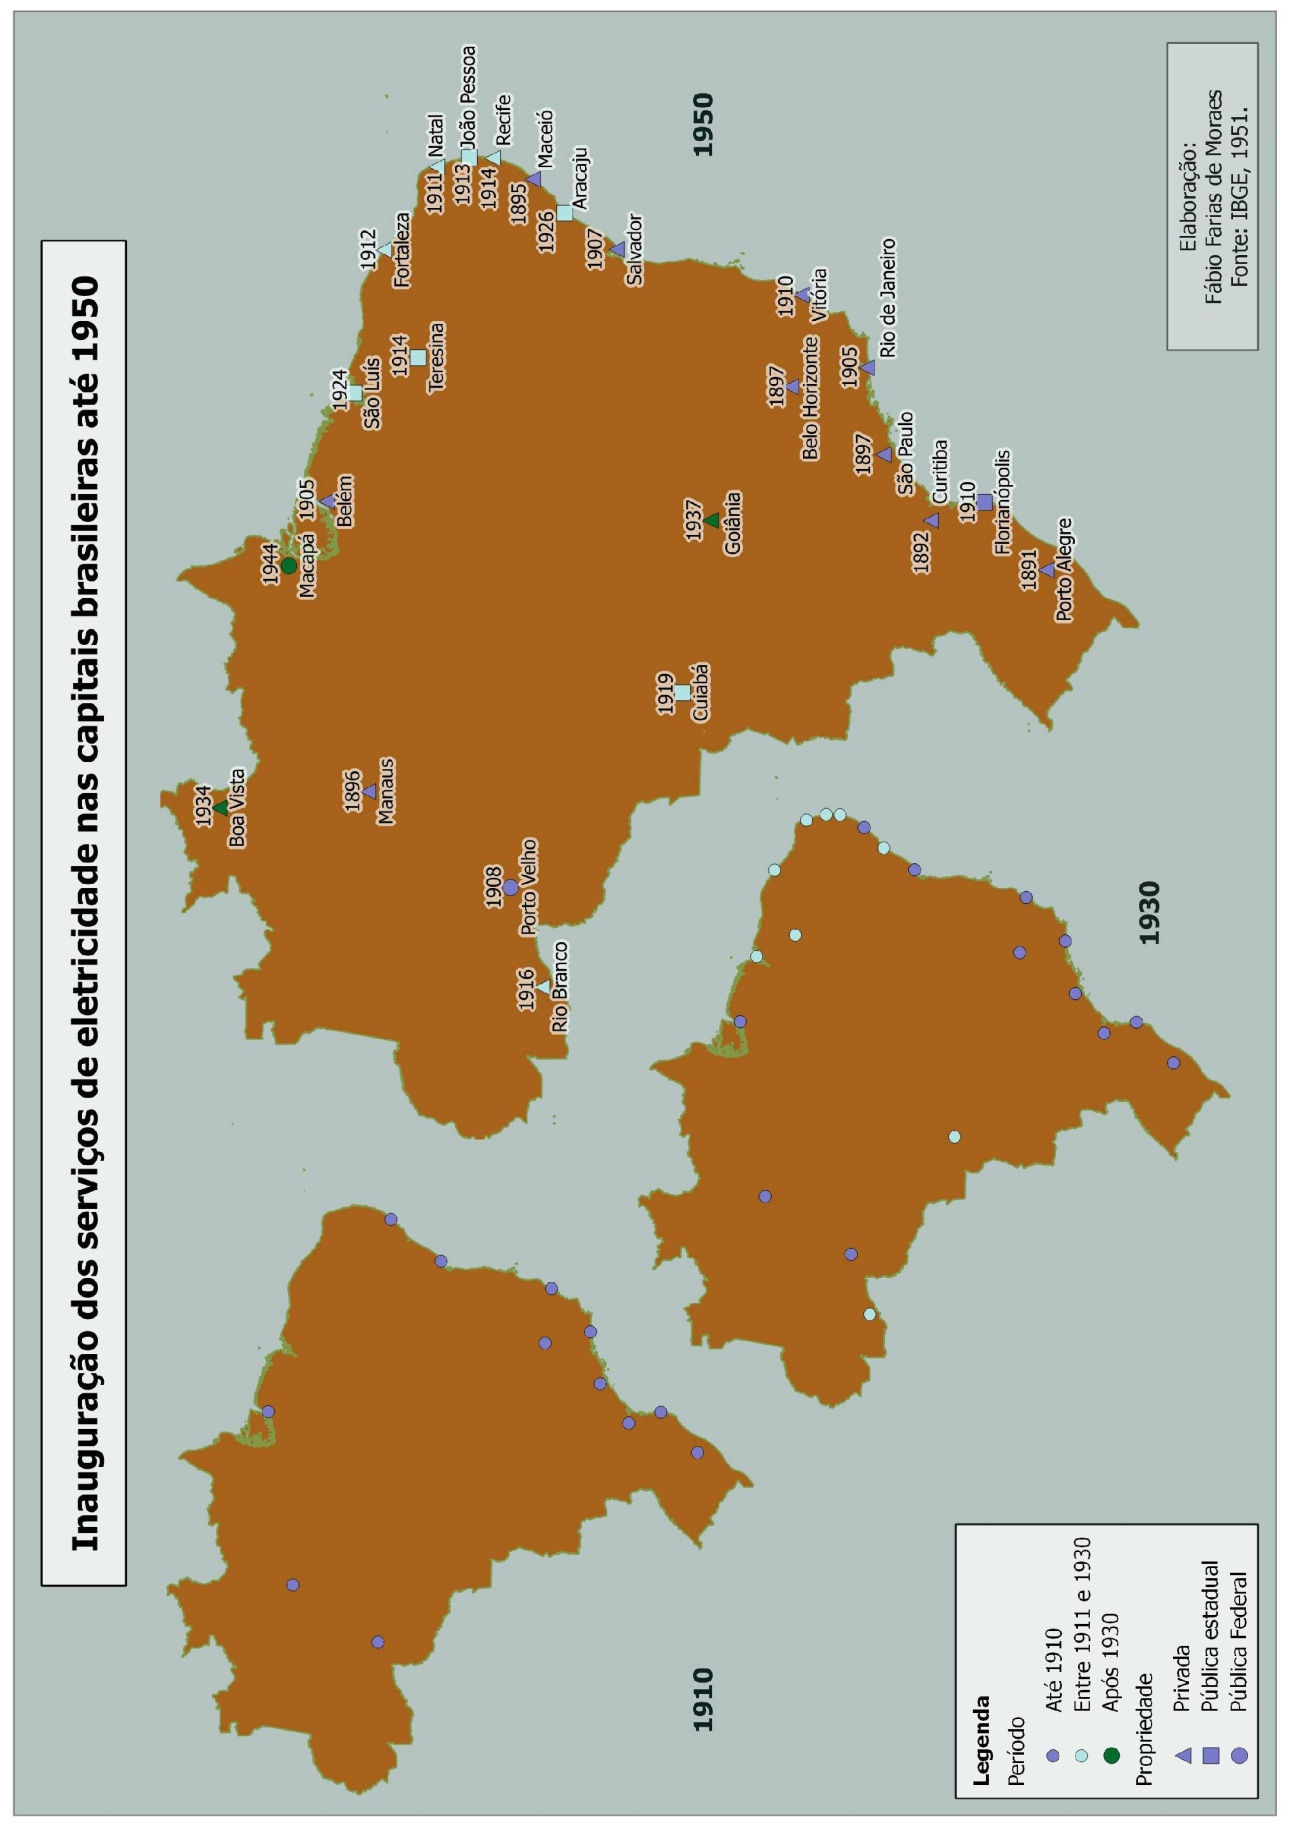 Inauguração dos serviços de eletricidade nas capitais brasileiras até 1950
1934
Boa Vista
1944
Macapá
1905
Belém
1924
São Luís
1912
Fortaleza
1896
Manaus
1914
Teresina
1911
Natal
1913
João Pessoa
1914
Recife
1895
Maceió
1926
Aracaju
1908
Porto Velho
1916
Rio Branco
1907
Salvador
1919
Cuiabá
1937
Goiânia
1950
1910
Vitória
1897
Belo Horizonte
1905
Rio de Janeiro
1897
São Paulo
1892
Curitiba
1910
Florianópolis
1891
Porto Alegre
1910
1930
Legenda
Período
Até 1910
Entre 1911 e 1930
Após 1930
Propriedade
Privada
Pública estadual
Pública Federal
Elaboração:
Fábio Farias de Moraes
Fonte: IBGE, 1951.